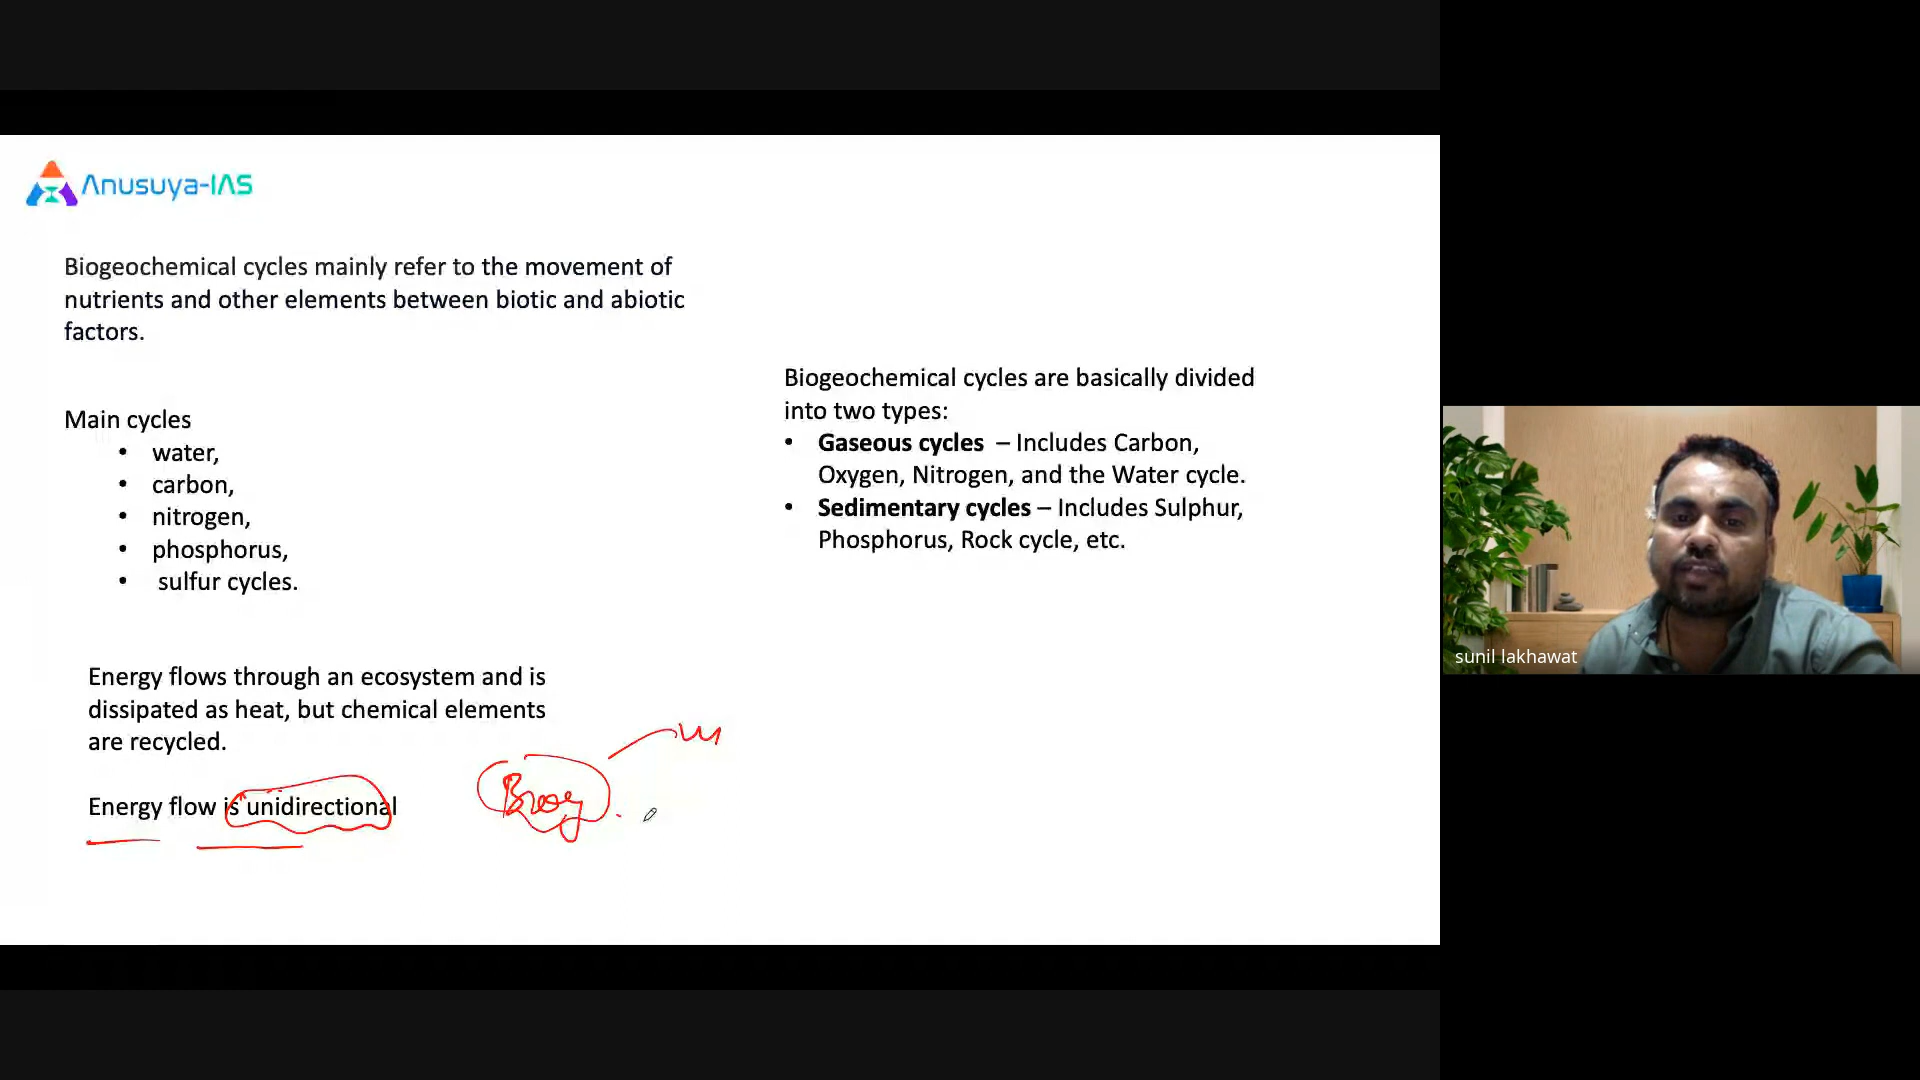 Anusuya-IAS
Biogeochemical cycles mainly refer to the movement of
nutrients and other elements between biotic and abiotic
factors.
Main cycles
• water,
• carbon,
• nitrogen,
• phosphorus,
• sulfur cycles.
Energy flows through an ecosystem and is
dissipated as heat, but chemical elements
are recycled.
Energy flow is unidirectional
Biogeochemical cycles are basically divided
into two types:
• Gaseous cycles – Includes Carbon,
Oxygen, Nitrogen, and the Water cycle.
• Sedimentary cycles – Includes Sulphur,
Phosphorus, Rock cycle, etc.
sunil lakhawat